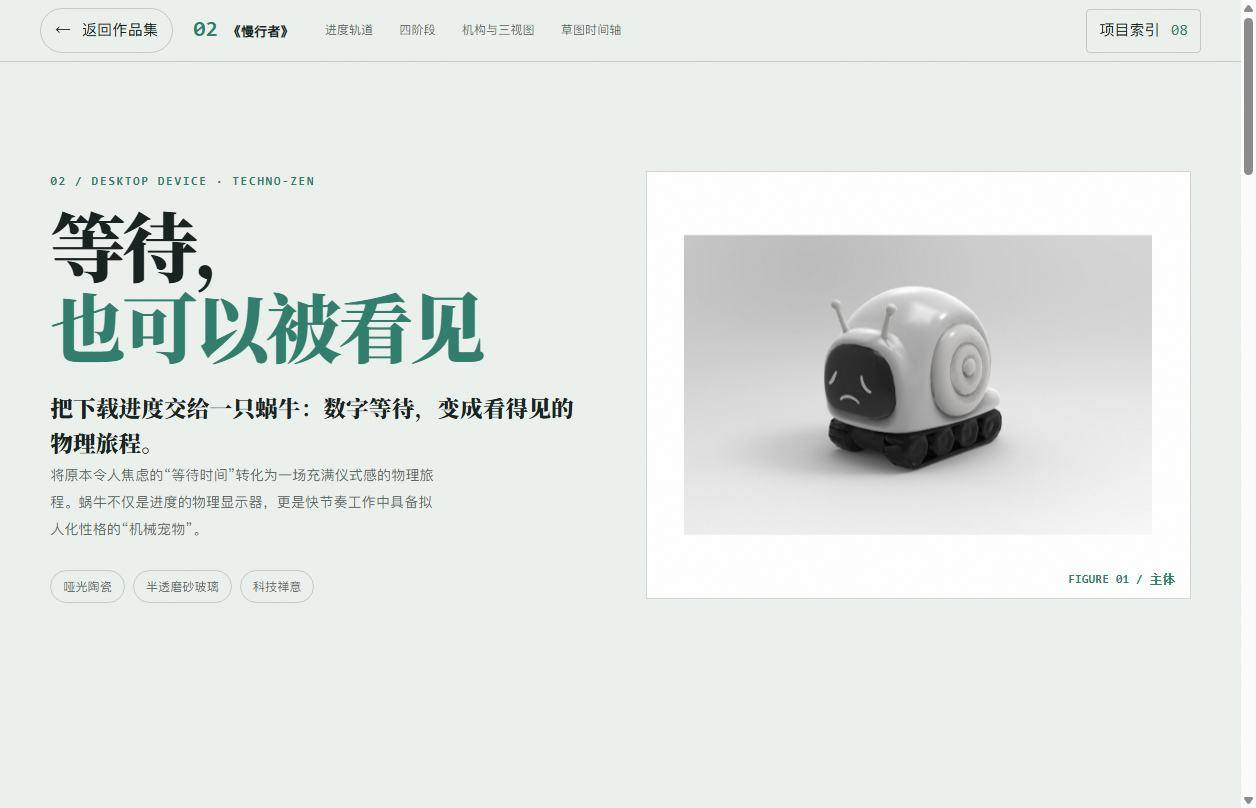 ← 返回作品集
02 《慢行者》 进度轨道 四阶段 机构与三视图 草图时间轴
项目索引 08
02 / DESKTOP DEVICE · TECHNO-ZEN
等待,
也可以被看见
把下载进度交给一只蜗牛：数字等待，变成看得见的
物理旅程。
将原本令人焦虑的“等待时间”转化为一场充满仪式感的物理旅
程。蜗牛不仅是进度的物理显示器，更是快节奏工作中具备拟
人化性格的“机械宠物”。
哑光陶瓷 半透磨砂玻璃 科技禅意
FIGURE 01 / 主体